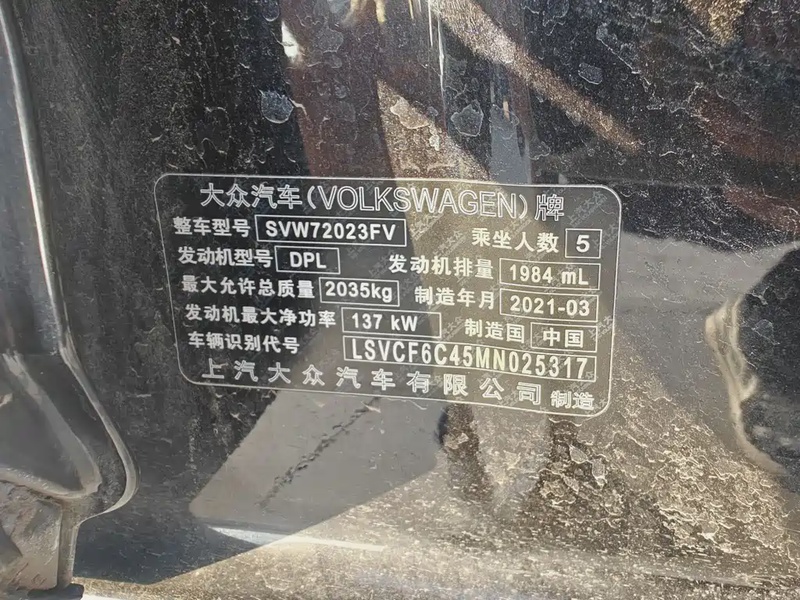 大众汽车(VOLKSWAGEN)牌
整车型号 SVW72023FV 乘坐人数 5
发动机型号 DPL 发动机排量 1984 mL
最大允许总质量 2035kg 制造年月 2021-03
发动机最大净功率 137 kW 制造国 中国
车辆识别代号 LSVCF6C45MN025317
上汽大众汽车有限公司 制造